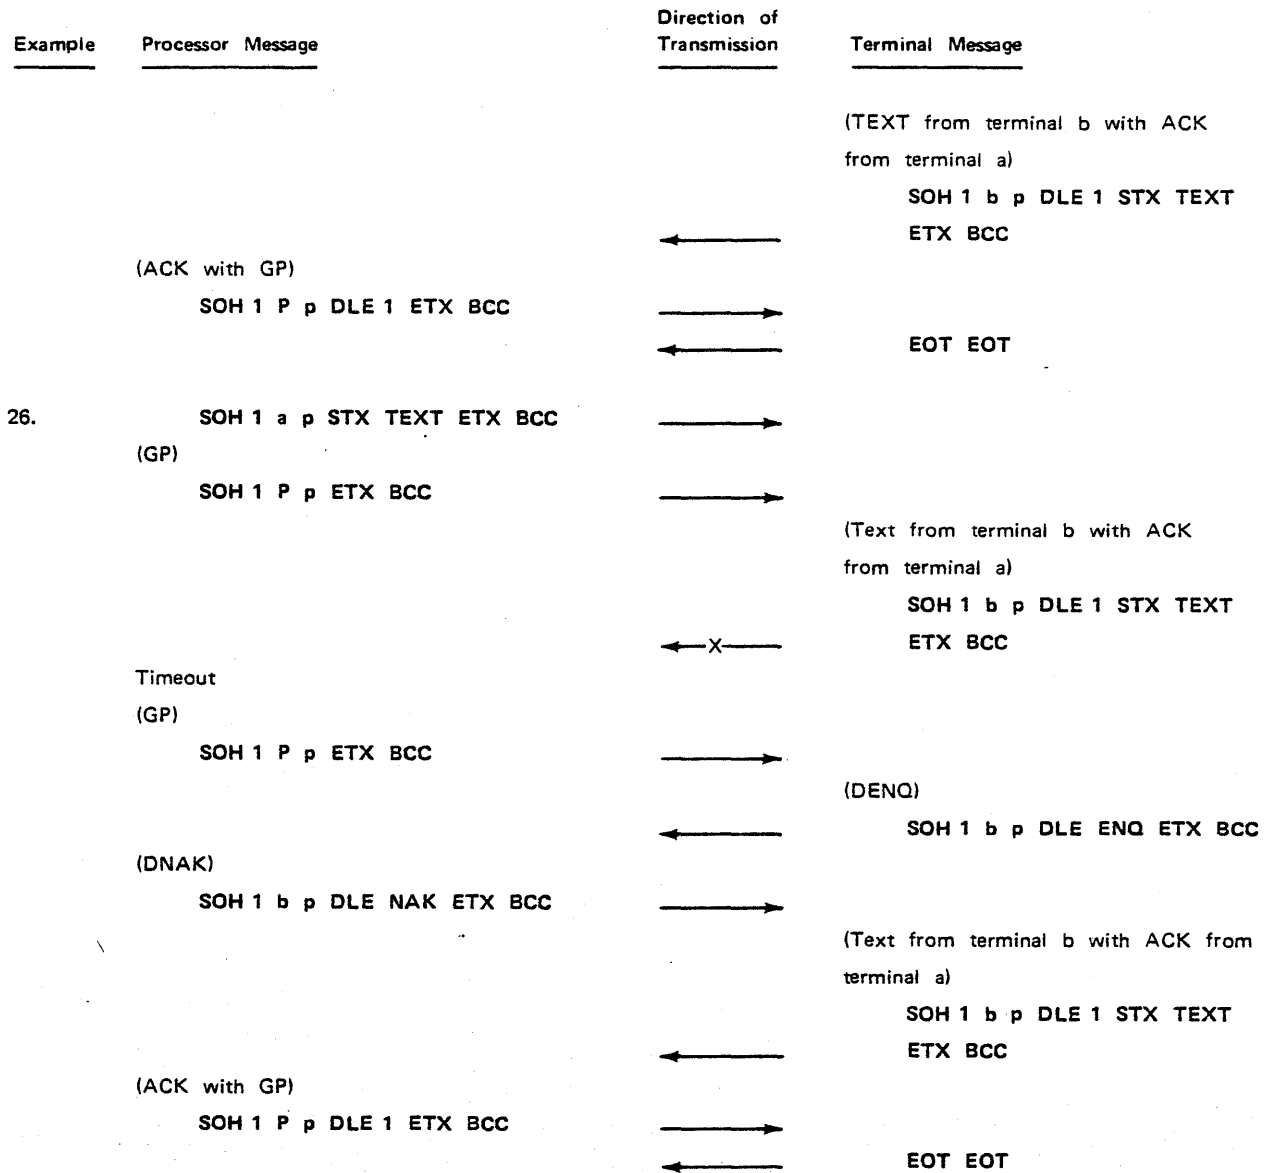 Direction of
Example Processor Message Transmission Terminal Message
(TEXT from terminal b with ACK
from terminal a)
SOH 1 b p DLE 1 STX TEXT
ETX BCC
(ACK with GP)
SOH 1 P p DLE 1 ETX BCC
EOT EOT
26. SOH 1 a p STX TEXT ETX BCC
(GP)
SOH 1 P p ETX BCC
(Text from terminal b with ACK
from terminal a)
SOH 1 b p DLE 1 STX TEXT
X ETX BCC
Timeout
(GP)
SOH 1 P p ETX BCC
(DENQ)
SOH 1 b p DLE ENQ ETX BCC
(DNAK)
SOH 1 b p DLE NAK ETX BCC
(Text from terminal b with ACK from
terminal a)
SOH 1 b p DLE 1 STX TEXT
ETX BCC
(ACK with GP)
SOH 1 P p DLE 1 ETX BCC
EOT EOT